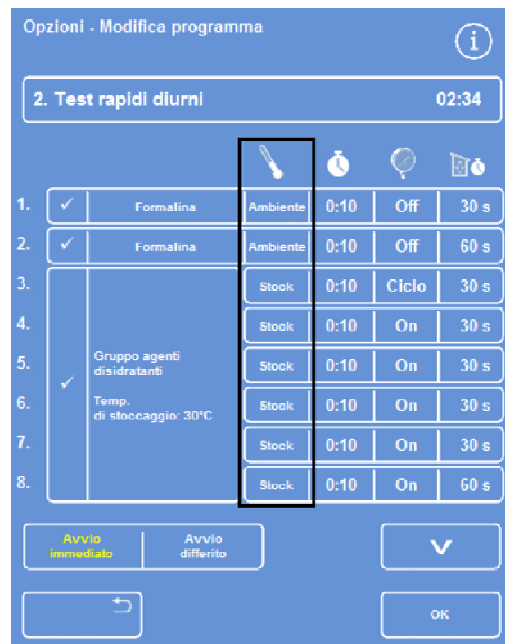 Opzioni - Modifica programma
i
2. Test rapidi diurni 02:34
1. ✓ Formalina Ambiente 0:10 Off 30 s
2. ✓ Formalina Ambiente 0:10 Off 60 s
3. Stock 0:10 Ciclo 30 s
4. Stock 0:10 On 30 s
5. Gruppo agenti Stock 0:10 On 30 s
disidratanti
✓
6. Temp. Stock 0:10 On 30 s
di stoccaggio: 30°C
7. Stock 0:10 On 30 s
8. Stock 0:10 On 60 s
Avvio Avvio
immediato differito
OK